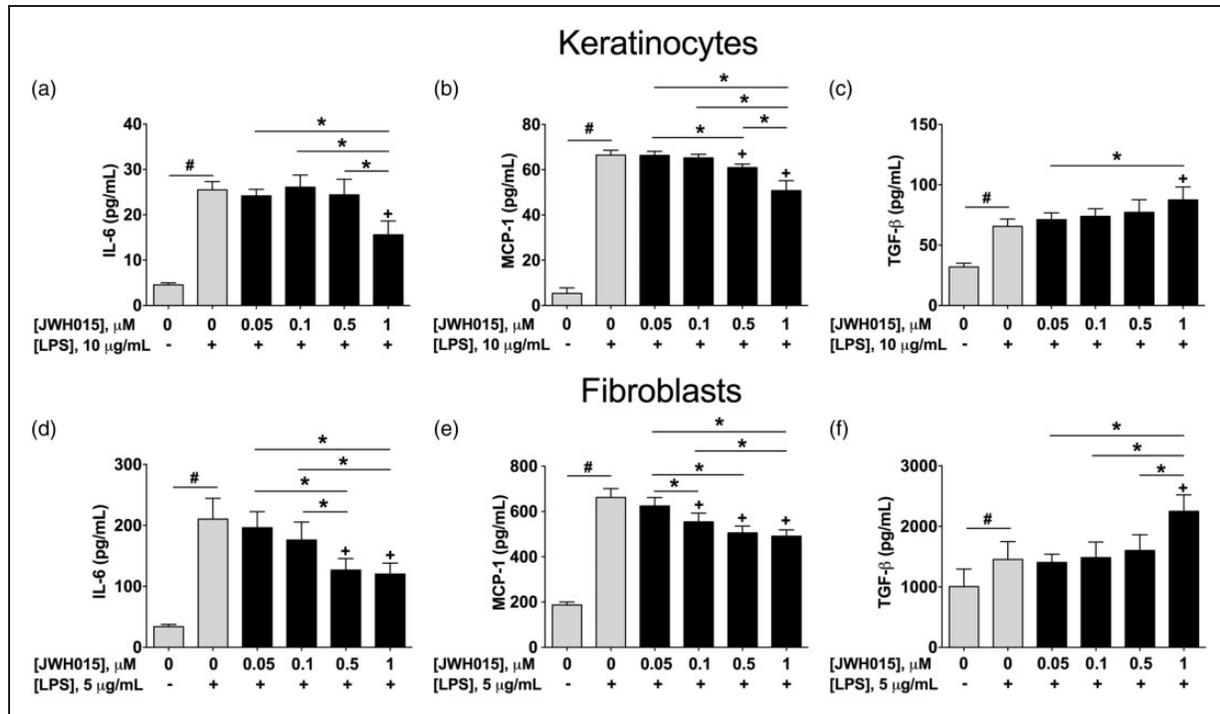 Keratinocytes
(a)
*
*
*
#
+
40
30
20
10
0
IL-6 (pg/mL)
[JWH015], μM 0 0 0.05 0.1 0.5 1
[LPS], 10 μg/mL - + + + + +
(b)
*
*
*
*
#
+
+
80
60
40
20
0
MCP-1 (pg/mL)
[JWH015], μM 0 0 0.05 0.1 0.5 1
[LPS], 10 μg/mL - + + + + +
(c)
*
#
+
150
100
50
0
TGF-β (pg/mL)
[JWH015], μM 0 0 0.05 0.1 0.5 1
[LPS], 10 μg/mL - + + + + +
Fibroblasts
(d)
*
*
*
*
#
+
+
300
200
100
0
IL-6 (pg/mL)
[JWH015], μM 0 0 0.05 0.1 0.5 1
[LPS], 5 μg/mL - + + + + +
(e)
*
*
*
*
#
+
+
+
800
600
400
200
0
MCP-1 (pg/mL)
[JWH015], μM 0 0 0.05 0.1 0.5 1
[LPS], 5 μg/mL - + + + + +
(f)
*
*
*
#
+
3000
2000
1000
0
TGF-β (pg/mL)
[JWH015], μM 0 0 0.05 0.1 0.5 1
[LPS], 5 μg/mL - + + + + +